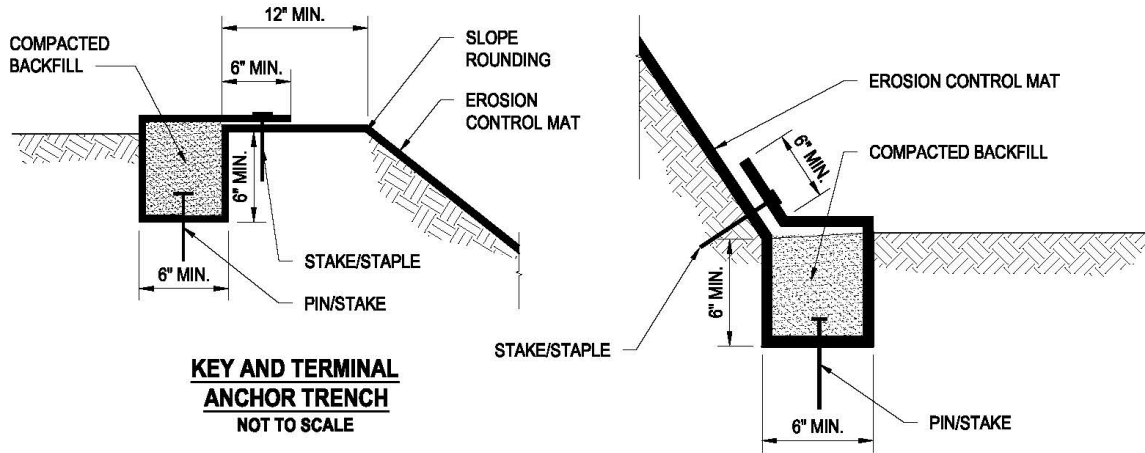 12" MIN.
COMPACTED
BACKFILL
6" MIN.
SLOPE
ROUNDING
EROSION
CONTROL MAT
6" MIN.
6" MIN.
STAKE/STAPLE
PIN/STAKE
KEY AND TERMINAL
ANCHOR TRENCH
NOT TO SCALE
EROSION CONTROL MAT
6" MIN.
COMPACTED BACKFILL
6" MIN.
STAKE/STAPLE
6" MIN.
PIN/STAKE